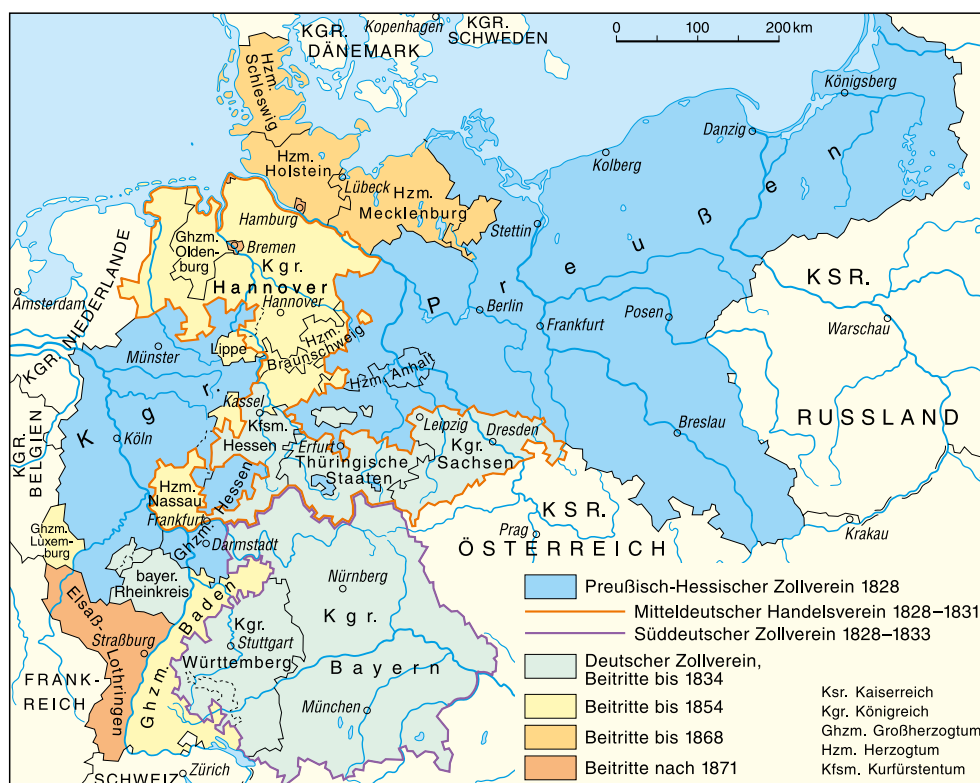 Kopenhagen
KGR.
DÄNEMARK
KGR.
SCHWEDEN
0 100 200 km
Hzm.
Schleswig
Königsberg
Danzig
Kolberg
Hzm.
Holstein
Lübeck
Hzm.
Mecklenburg
Hamburg
Stettin
Ghzm.
Olden-
burg
Bremen
Kgr.
Hannover
Hannover
Kgr. Preußen
Amsterdam
KGR. NIEDERLANDE
Berlin
Frankfurt
Posen
KSR.
Warschau
RUSSLAND
Münster
Lippe
Hzm.
Braunschweig
Hzm. Anhalt
Kassel
Kfsm.
Hessen
Leipzig
Dresden
Kgr.
Sachsen
Breslau
KGR.
BELGIEN
Köln
Erfurt
Thüringische
Staaten
Hzm.
Nassau
Frankfurt
Ghzm. Hessen
Darmstadt
Prag
KSR.
ÖSTERREICH
Krakau
Ghzm.
Luxem-
burg
bayer.
Rheinkreis
Elsaß-
Lothringen
Straßburg
Ghzm. Baden
Kgr.
Stuttgart
Württemberg
Nürnberg
Kgr.
Bayern
München
FRANK-
REICH
SCHWEIZ
Zürich
Preußisch-Hessischer Zollverein 1828
Mitteldeutscher Handelsverein 1828–1831
Süddeutscher Zollverein 1828–1833
Deutscher Zollverein,
Beitritte bis 1834
Beitritte bis 1854
Beitritte bis 1868
Beitritte nach 1871
Ksr. Kaiserreich
Kgr. Königreich
Ghzm. Großherzogtum
Hzm. Herzogtum
Kfsm. Kurfürstentum